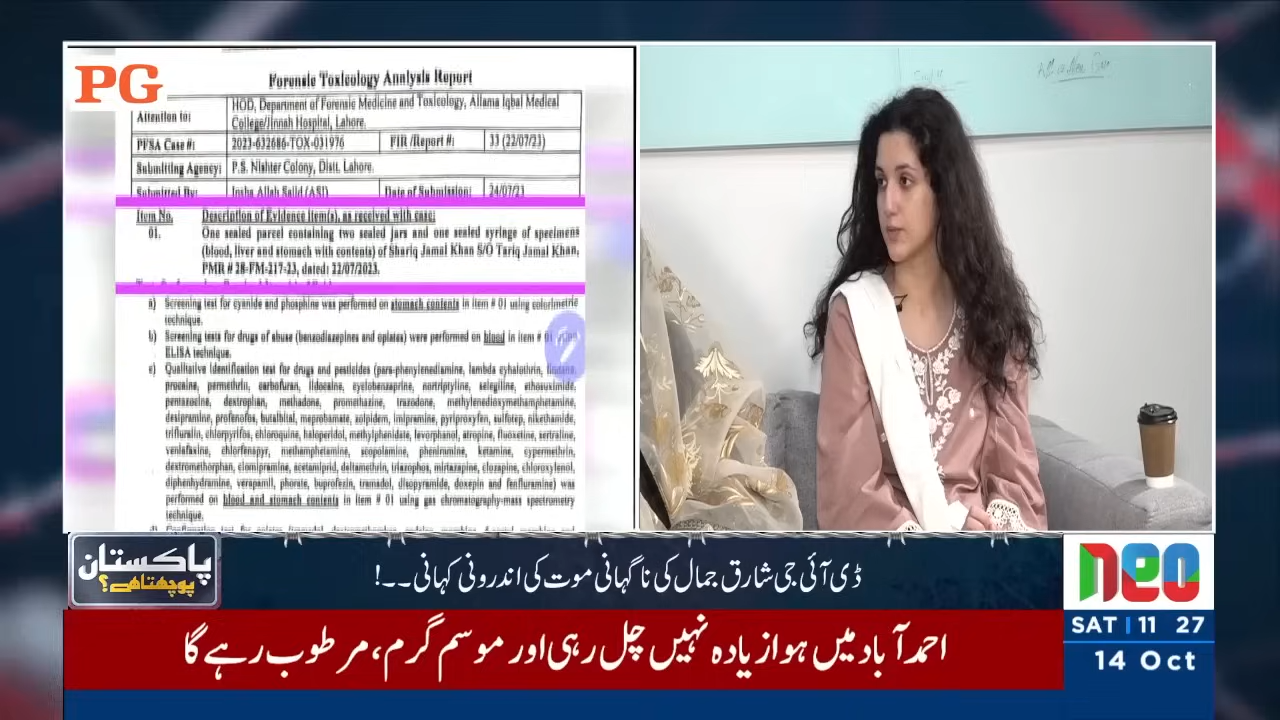 PG
Forensic Toxicology Analysis Report
Attention to: HOD, Department of Forensic Medicine and Toxicology, Allama Iqbal Medical
College/Jinnah Hospital, Lahore.
PFSA Case #: 2023-632686-TOX-031976 FIR /Report #: 33 (22/07/23)
Submitting Agency: P.S. Nishter Colony, Distt. Lahore.
Submitted By: Insha Allah Sajid (ASI) Date of Submission: 24/07/23
Item No. Description of Evidence Item(s), as received with case:
01. One sealed parcel containing two sealed jars and one sealed syringe of specimens
(blood, liver and stomach with contents) of Shariq Jamal Khan S/O Tariq Jamal Khan,
PMR # 28-FM-217-23, dated: 22/07/2023.
a) Screening test for cyanide and phosphine was performed on stomach contents in item # 01 using colorimetric
technique.
b) Screening tests for drugs of abuse (benzodiazepines and opiates) were performed on blood in item # 01 using
ELISA technique.
c) Qualitative identification test for drugs and pesticides (para-phenylenediamine, lambda cyhalothrin, lindane,
procaine, permethrin, carbofuran, lidocaine, cyclobenzaprine, nortriptyline, selegiline, ethosuximide,
pentazocine, dextrophan, methadone, promethazine, trazodone, methylenedioxymethamphetamine,
desipramine, profenofos, butalbital, meprobamate, zolpidem, imipramine, pyriproxyfen, sulfotep, nikethamide,
trifluralin, chlorpyrifos, chloroquine, haloperidol, methylphenidate, levorphanol, atropine, fluoxetine, sertraline,
venlafaxine, chlorfenapyr, methamphetamine, scopolamine, pheniramine, ketamine, cypermethrin,
dextromethorphan, clomipramine, acetamiprid, deltamethrin, triazophos, mirtazapine, clozapine, chloroxylenol,
diphenhydramine, verapamil, phorate, buprofezin, tramadol, disopyramide, doxepin and fenfluramine) was
performed on blood and stomach contents in item # 01 using gas chromatography-mass spectrometry
technique.
پاکستان
پوچھتا ہے؟
ڈی آئی جی شارق جمال کی ناگہانی موت کی اندرونی کہانی۔۔!
احمد آباد میں ہوا زیادہ نہیں چل رہی اور موسم گرم، مرطوب رہے گا
neo
SAT 11 27
14 Oct